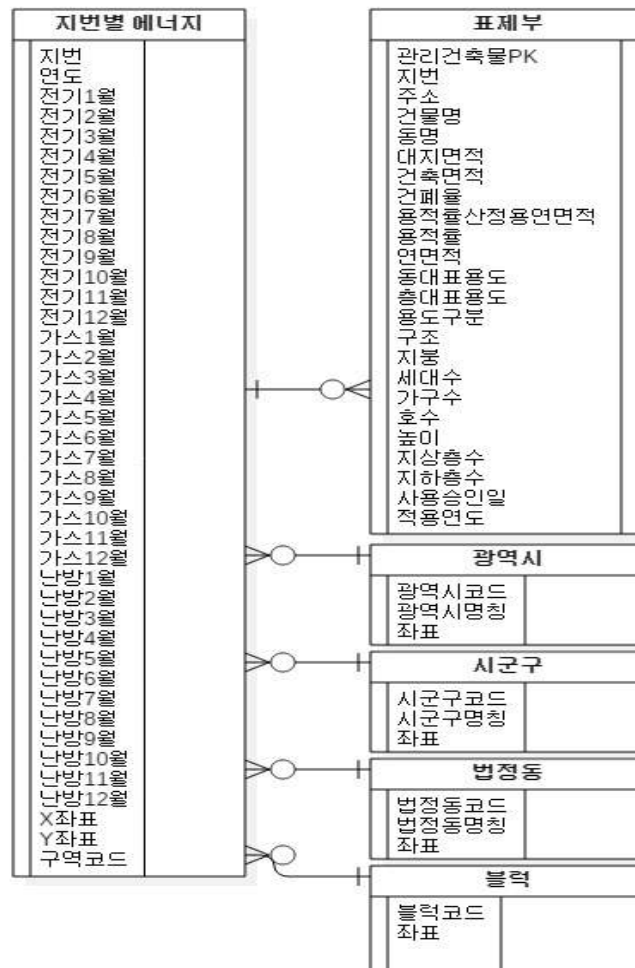 지번별 에너지
지번
연도
전기1월
전기2월
전기3월
전기4월
전기5월
전기6월
전기7월
전기8월
전기9월
전기10월
전기11월
전기12월
가스1월
가스2월
가스3월
가스4월
가스5월
가스6월
가스7월
가스8월
가스9월
가스10월
가스11월
가스12월
난방1월
난방2월
난방3월
난방4월
난방5월
난방6월
난방7월
난방8월
난방9월
난방10월
난방11월
난방12월
X좌표
Y좌표
구역코드
표제부
관리건축물PK
지번
주소
건물명
동명
대지면적
건축면적
건폐율
용적률산정용연면적
용적률
연면적
동대표용도
층대표용도
용도구분
구조
지붕
세대수
가구수
호수
높이
지상층수
지하층수
사용승인일
적용연도
광역시
광역시코드
광역시명칭
좌표
시군구
시군구코드
시군구명칭
좌표
법정동
법정동코드
법정동명칭
좌표
블럭
블럭코드
좌표